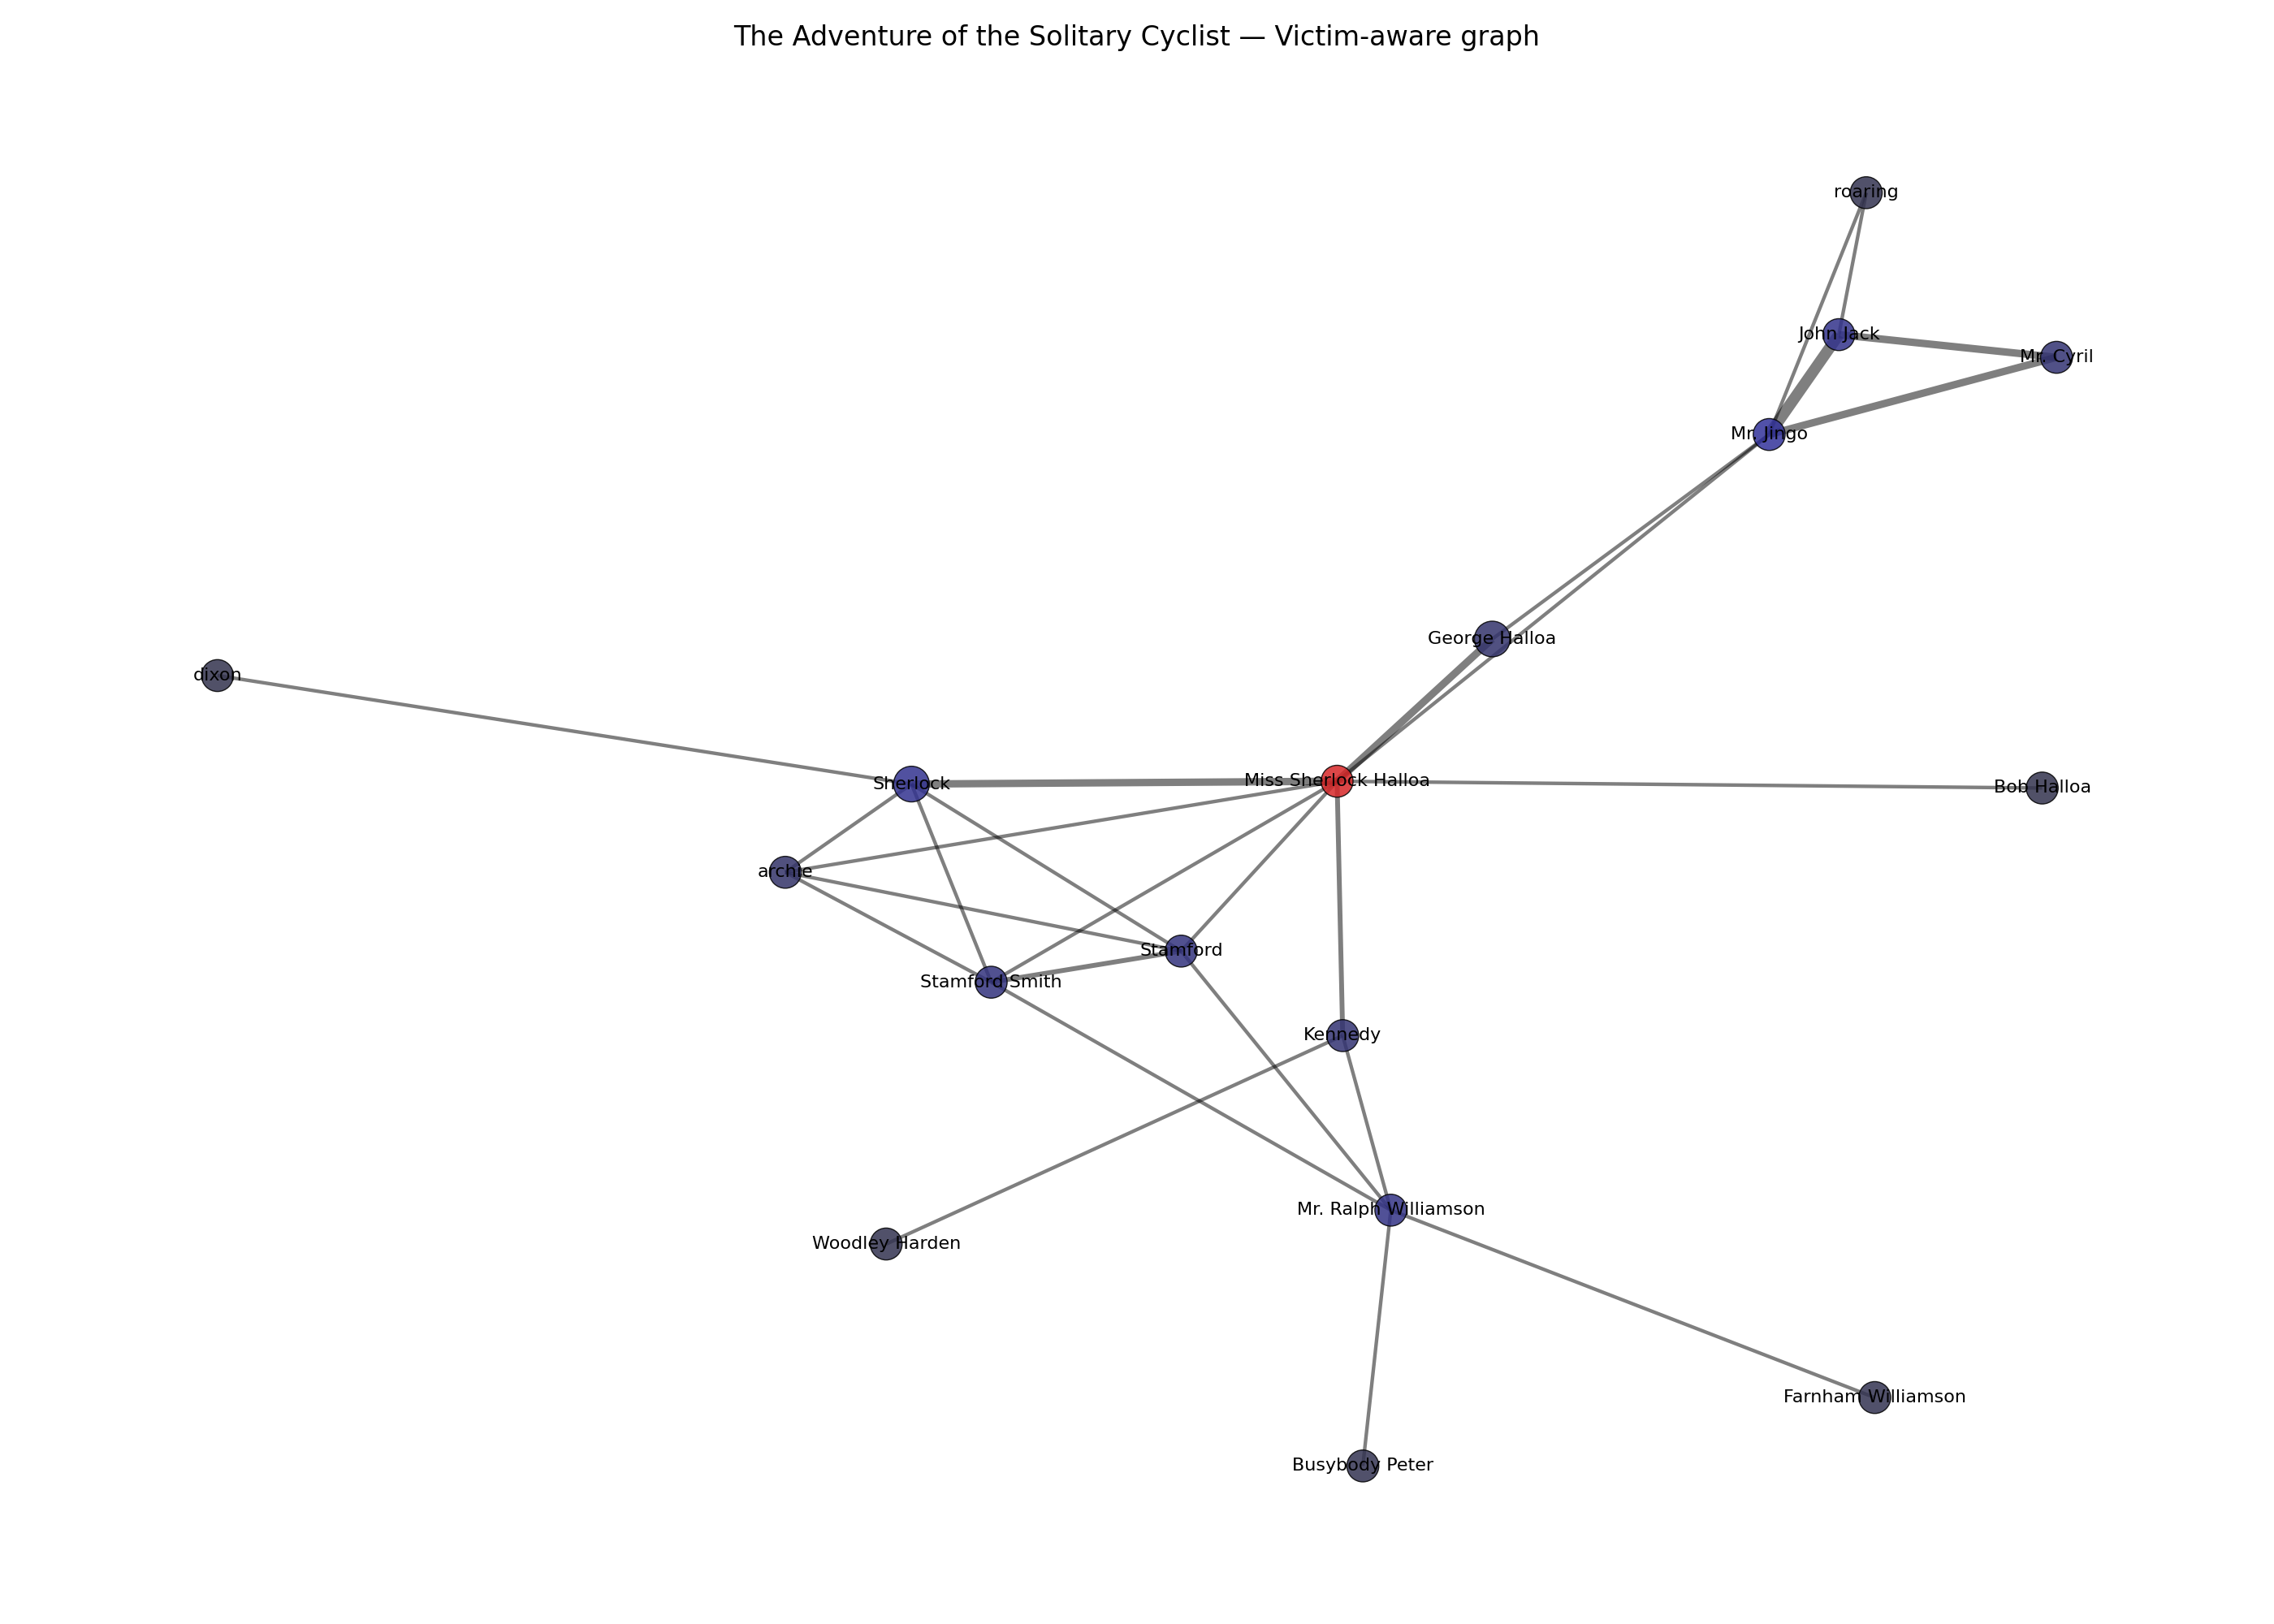 The Adventure of the Solitary Cyclist — Victim-aware graph
roaring
John Jack
Mr. Cyril
Mr. Jingo
George Halloa
dixon
Sherlock
Miss Sherlock Halloa
Bob Halloa
archie
Stamford
Stamford Smith
Kennedy
Mr. Ralph Williamson
Woodley Harden
Farnham Williamson
Busybody Peter